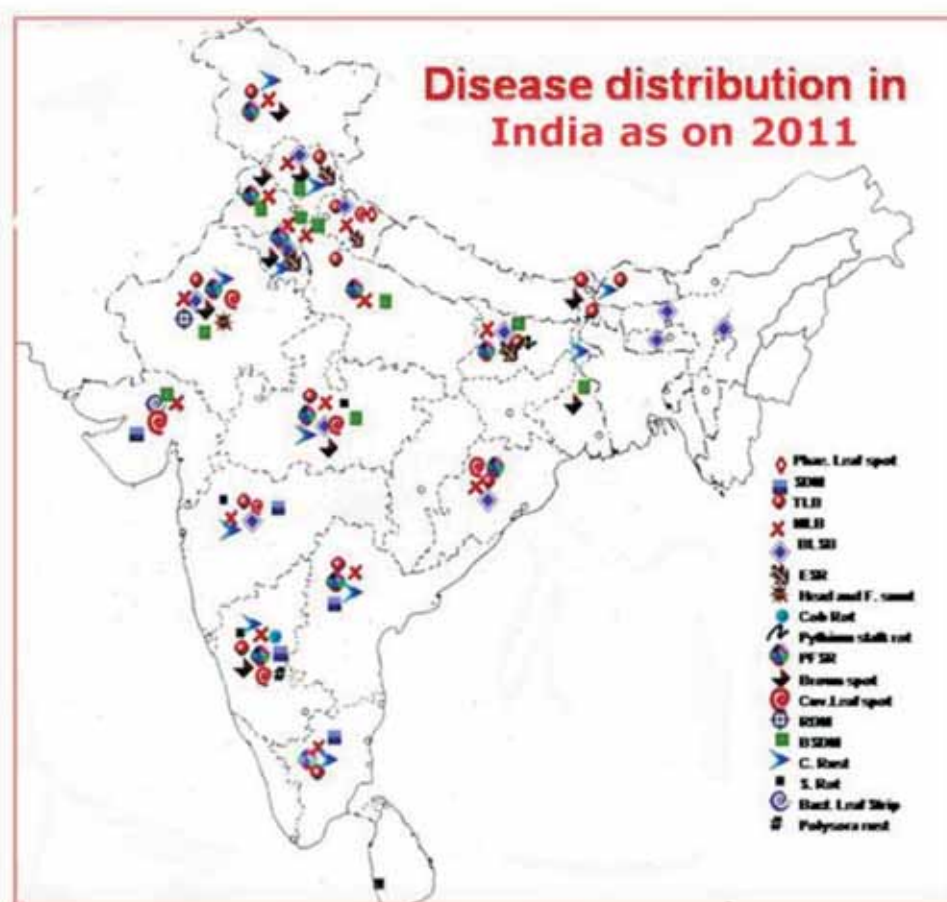 Disease distribution in
India as on 2011
Phae. Leaf spot
SDM
TLB
MLB
BLSB
ESR
Head and F. smut
Cob Rot
Pythium stalk rot
PFSR
Brown spot
Cuv. Leaf spot
RDM
BSDM
C. Rust
S. Rot
Bact. Leaf Strip
Polysora rust